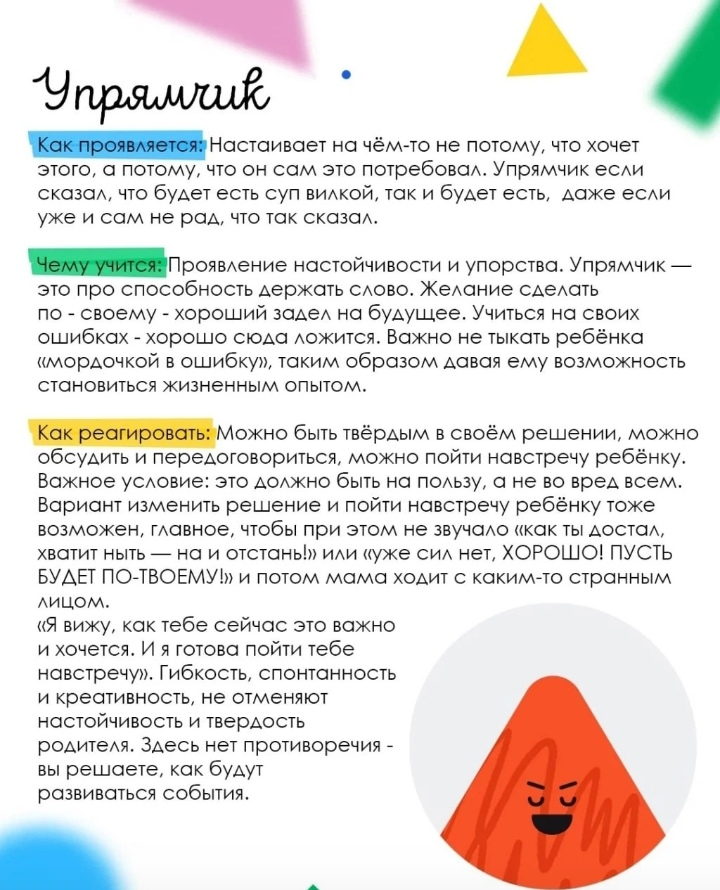 Упрямчик
Как проявляется: Настаивает на чём-то не потому, что хочет
этого, а потому, что он сам это потребовал. Упрямчик если
сказал, что будет есть суп вилкой, так и будет есть, даже если
уже и сам не рад, что так сказал.
Чему учится: Проявление настойчивости и упорства. Упрямчик —
это про способность держать слово. Желание сделать
по - своему - хороший задел на будущее. Учиться на своих
ошибках - хорошо сюда ложится. Важно не тыкать ребёнка
«мордочкой в ошибку», таким образом давая ему возможность
становиться жизненным опытом.
Как реагировать: Можно быть твёрдым в своём решении, можно
обсудить и передоговориться, можно пойти навстречу ребёнку.
Важное условие: это должно быть на пользу, а не во вред всем.
Вариант изменить решение и пойти навстречу ребёнку тоже
возможен, главное, чтобы при этом не звучало «как ты достал,
хватит ныть — на и отстань!» или «уже сил нет, ХОРОШО! ПУСТЬ
БУДЕТ ПО-ТВОЕМУ!» и потом мама ходит с каким-то странным
лицом.
«Я вижу, как тебе сейчас это важно
и хочется. И я готова пойти тебе
навстречу». Гибкость, спонтанность
и креативность, не отменяют
настойчивость и твердость
родителя. Здесь нет противоречия -
вы решаете, как будут
развиваться события.